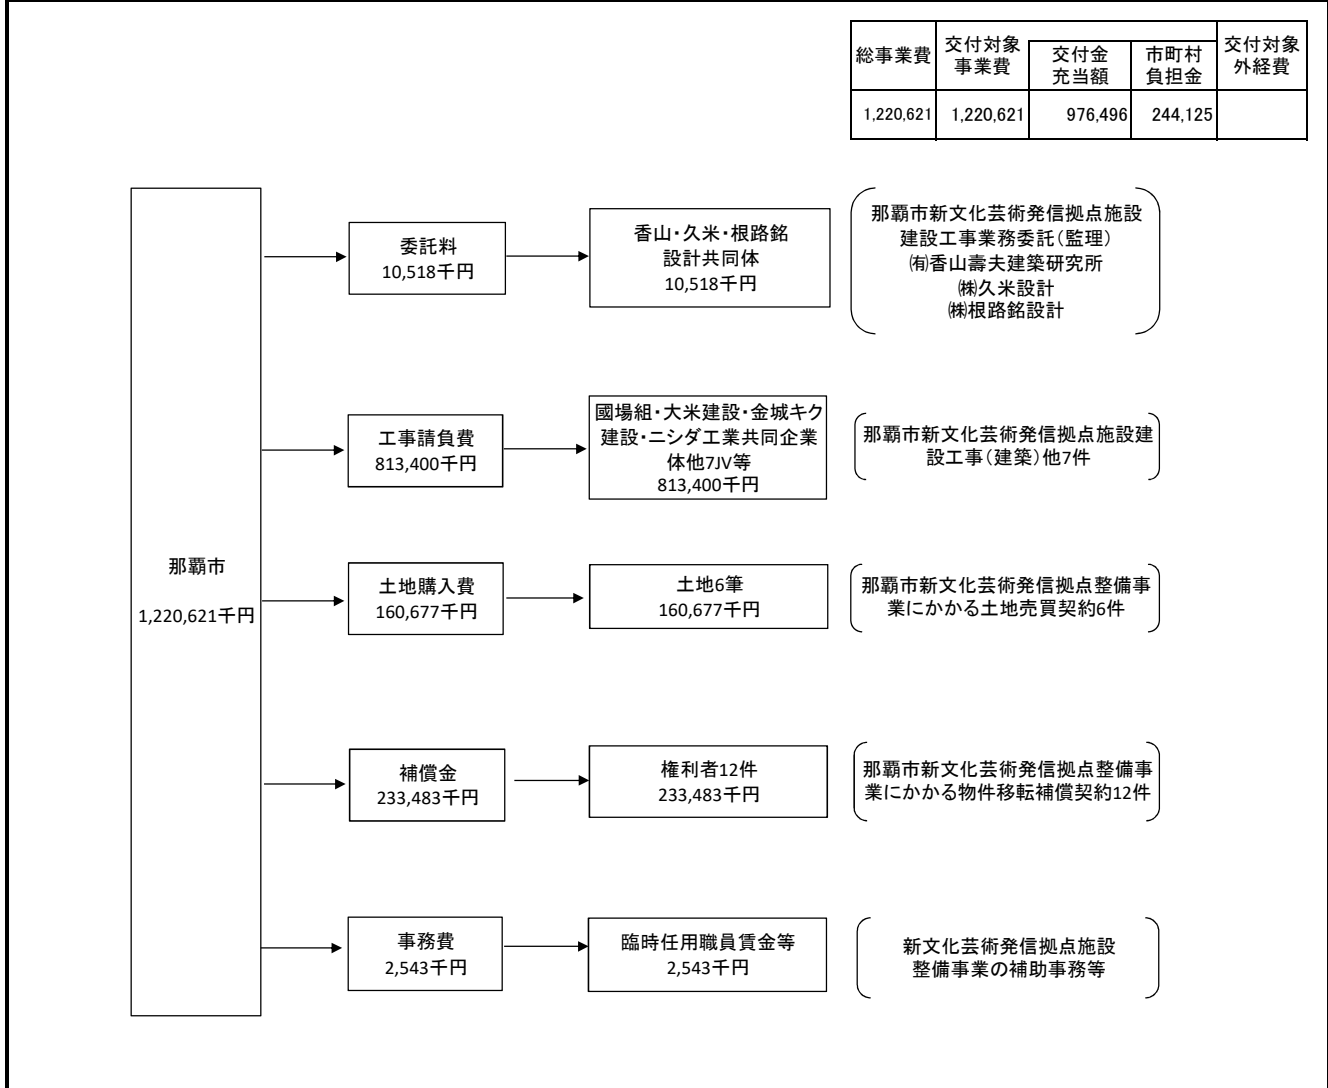 総事業費
交付対象
事業費
交付金
充当額
市町村
負担金
交付対象
外経費
1,220,621
1,220,621
976,496
244,125
那覇市
1,220,621千円
委託料
10,518千円
香山・久米・根路銘
設計共同体
10,518千円
那覇市新文化芸術発信拠点施設
建設工事業務委託(監理)
㈲香山壽夫建築研究所
㈱久米設計
㈱根路銘設計
工事請負費
813,400千円
國場組・大米建設・金城キク
建設・ニシダ工業共同企業
体他7JV等
813,400千円
那覇市新文化芸術発信拠点施設建
設工事(建築)他7件
土地購入費
160,677千円
土地6筆
160,677千円
那覇市新文化芸術発信拠点整備事
業にかかる土地売買契約6件
補償金
233,483千円
権利者12件
233,483千円
那覇市新文化芸術発信拠点整備事
業にかかる物件移転補償契約12件
事務費
2,543千円
臨時任用職員賃金等
2,543千円
新文化芸術発信拠点施設
整備事業の補助事務等